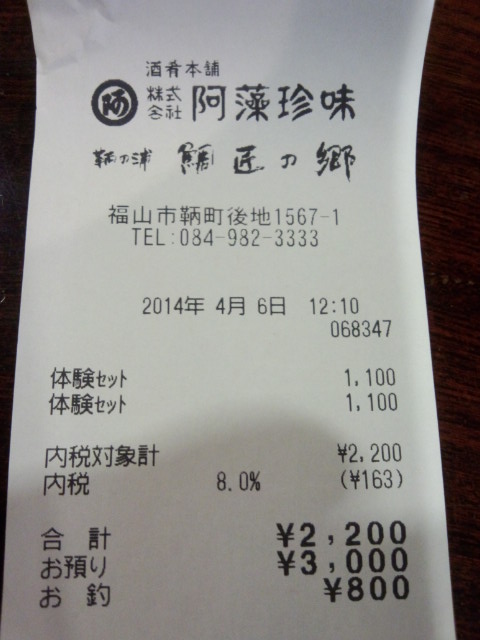 酒肴本舗
阿 株式会社 阿藻珍味
鞆の浦 鯛匠の郷
福山市鞆町後地1567-1
TEL:084-982-3333
2014年 4月 6日 12:10
068347
体験ｾｯﾄ 1,100
体験ｾｯﾄ 1,100
内税対象計 ¥2,200
内税 8.0% (¥163)
合 計 ¥2,200
お預り ¥3,000
お 釣 ¥800